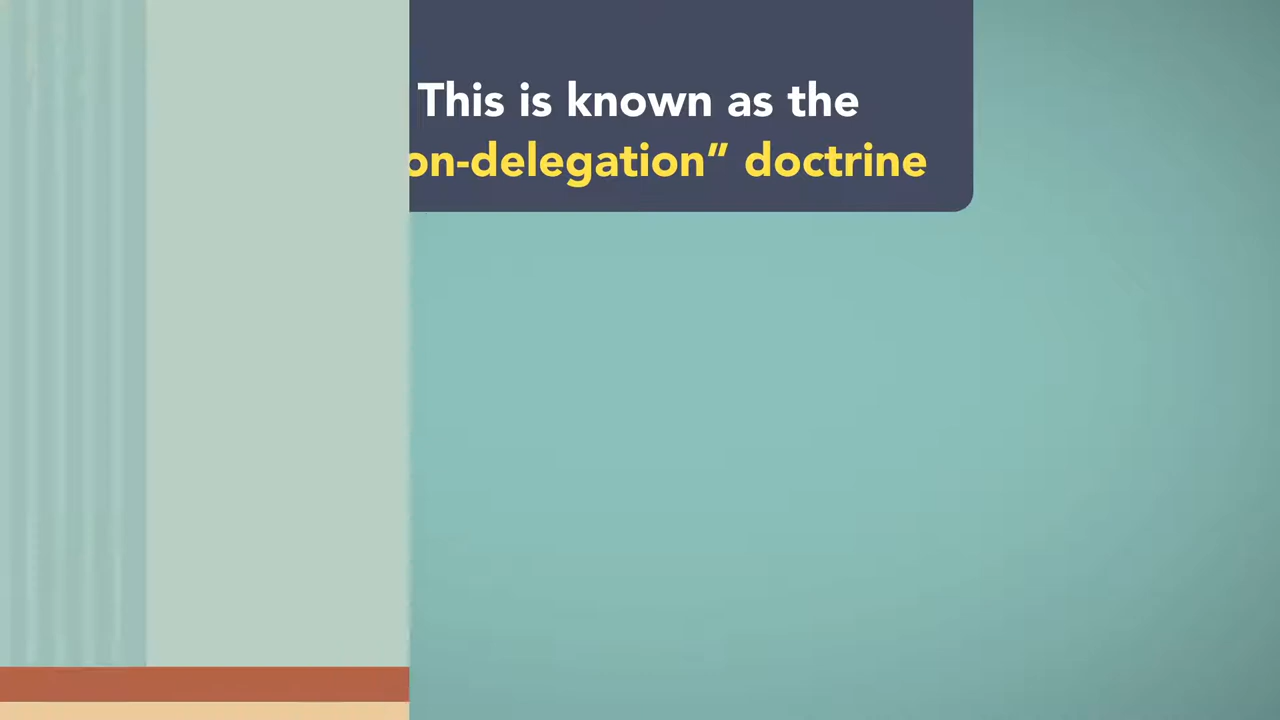 This is known as the
on-delegation” doctrine